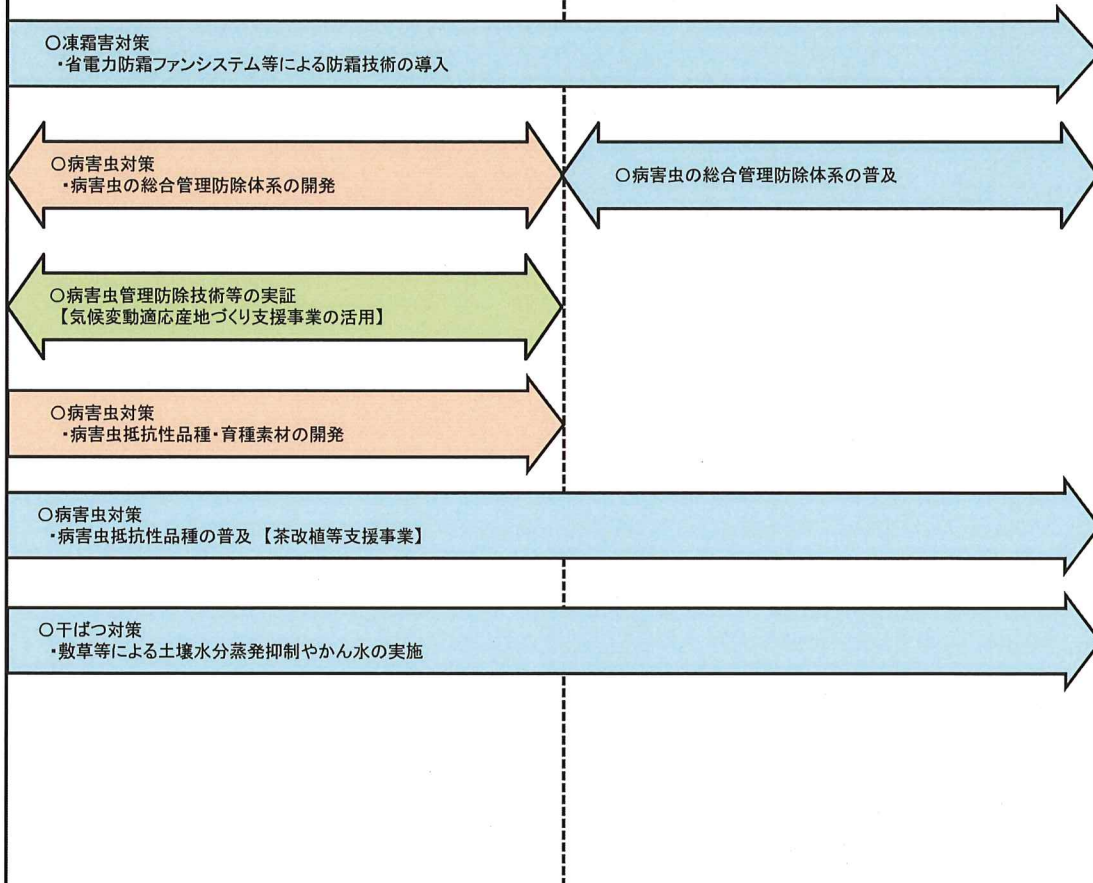 〇凍霜害対策
・省電力防霜ファンシステム等による防霜技術の導入
〇病害虫対策
・病害虫の総合管理防除体系の開発
〇病害虫の総合管理防除体系の普及
〇病害虫管理防除技術等の実証
【気候変動適応産地づくり支援事業の活用】
〇病害虫対策
・病害虫抵抗性品種・育種素材の開発
〇病害虫対策
・病害虫抵抗性品種の普及 【茶改植等支援事業】
〇干ばつ対策
・敷草等による土壌水分蒸発抑制やかん水の実施